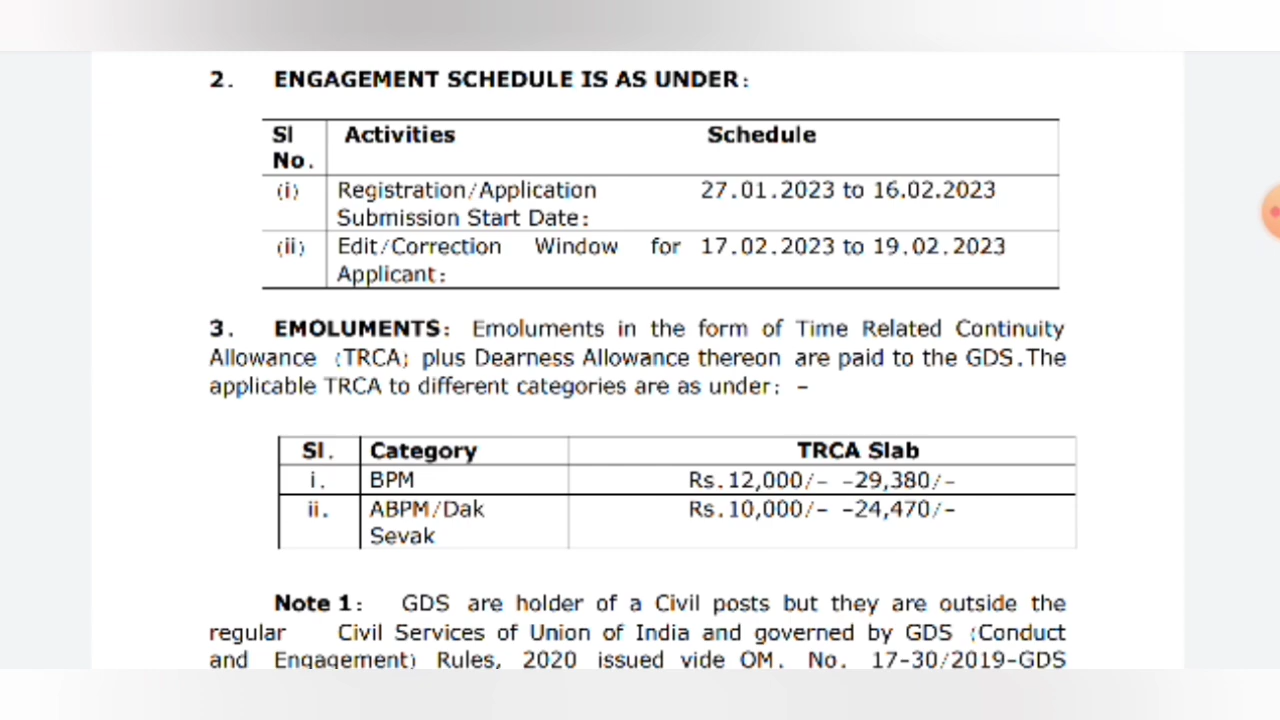 2. ENGAGEMENT SCHEDULE IS AS UNDER:
Sl Activities Schedule
No.
(i) Registration/Application 27.01.2023 to 16.02.2023
Submission Start Date:
(ii) Edit/Correction Window for 17.02.2023 to 19.02.2023
Applicant:
3. EMOLUMENTS: Emoluments in the form of Time Related Continuity
Allowance (TRCA) plus Dearness Allowance thereon are paid to the GDS.The
applicable TRCA to different categories are as under: –
Sl. Category TRCA Slab
i. BPM Rs.12,000/- -29,380/-
ii. ABPM/Dak Rs.10,000/- -24,470/-
Sevak
Note 1: GDS are holder of a Civil posts but they are outside the
regular Civil Services of Union of India and governed by GDS (Conduct
and Engagement) Rules, 2020 issued vide OM. No. 17-30/2019-GDS